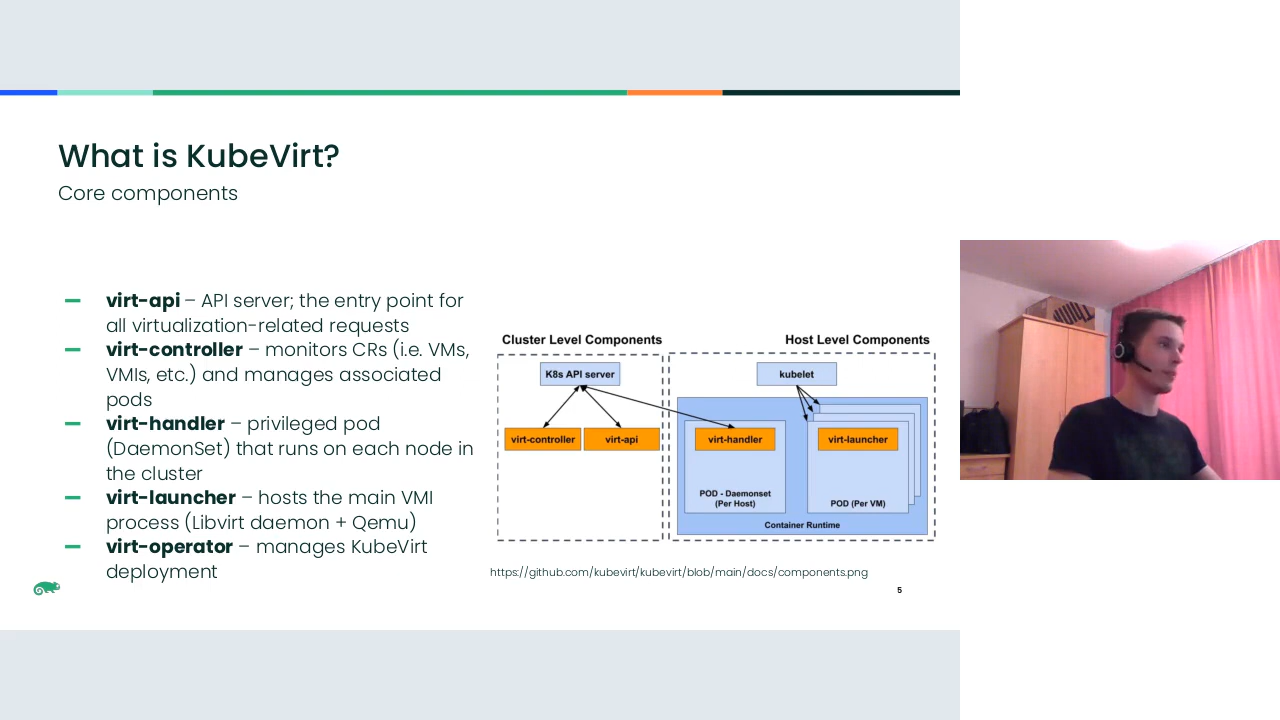 What is KubeVirt?
Core components
virt-api – API server; the entry point for
all virtualization-related requests
virt-controller – monitors CRs (i.e. VMs,
VMIs, etc.) and manages associated
pods
virt-handler – privileged pod
(DaemonSet) that runs on each node in
the cluster
virt-launcher – hosts the main VMI
process (Libvirt daemon + Qemu)
virt-operator – manages KubeVirt
deployment
Cluster Level Components
Host Level Components
K8s API server
kubelet
virt-controller
virt-api
virt-handler
virt-launcher
POD - Daemonset
(Per Host)
POD (Per VM)
Container Runtime
https://github.com/kubevirt/kubevirt/blob/main/docs/components.png
5